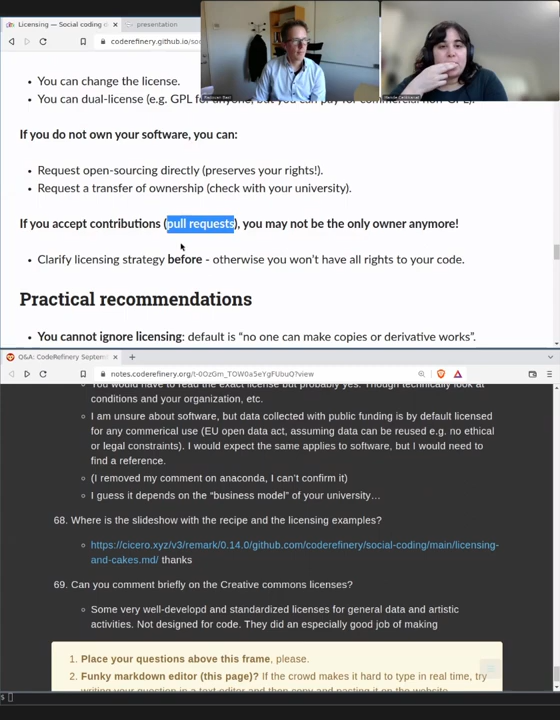 Licensing — Social coding o
presentation
coderefinery.github.io/so
You can change the license.
You can dual-license (e.g. GPL for anyone, but you can pay for commercial non-GPL).
If you do not own your software, you can:
Request open-sourcing directly (preserves your rights!).
Request a transfer of ownership (check with your university).
If you accept contributions (pull requests), you may not be the only owner anymore!
Clarify licensing strategy before - otherwise you won't have all rights to your code.
Practical recommendations
You cannot ignore licensing: default is “no one can make copies or derivative works”.
Q&A: CodeRefinery Septem
notes.coderefinery.org/t-0OzGm_TOW0a5eYgFUbuQ?view
You would have to read the exact license but probably yes. Though technically look at
conditions and your organization, etc.
I am unsure about software, but data collected with public funding is by default licensed
for any commerical use (EU open data act, assuming data can be reused e.g. no ethical
or legal constraints). I would expect the same applies to software, but I would need to
find a reference.
(I removed my comment on anaconda, I can't confirm it)
I guess it depends on the “business model” of your university…
68. Where is the slideshow with the recipe and the licensing examples?
https://cicero.xyz/v3/remark/0.14.0/github.com/coderefinery/social-coding/main/licensing-
and-cakes.md/ thanks
69. Can you comment briefly on the Creative commons licenses?
Some very well-developd and standardized licenses for general data and artistic
activities. Not designed for code. They did an especially good job of making
1. Place your questions above this frame, please.
2. Funky markdown editor (this page)? If the crowd makes it hard to type in real time, try
writing your question in a text editor and then copy and pasting it on the website
$